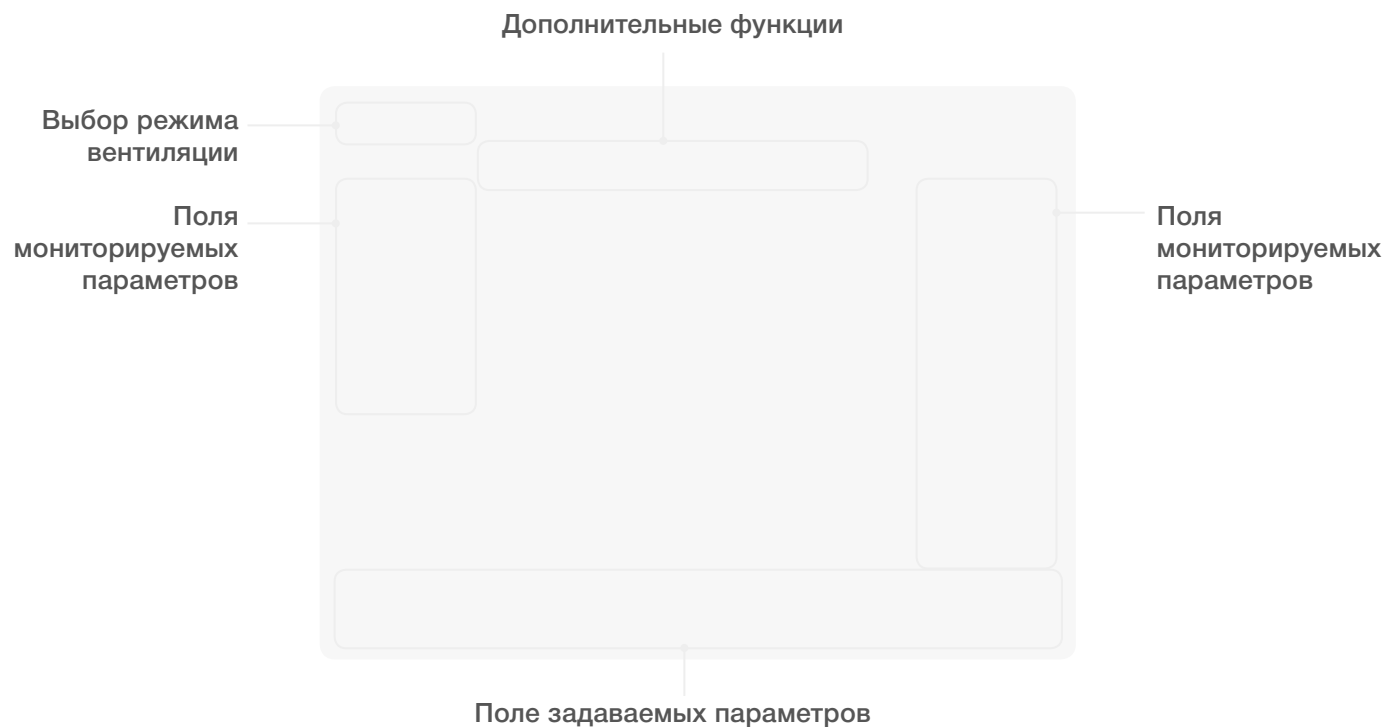 Дополнительные функции
Выбор режима
вентиляции
Поля
мониторируемых
параметров
Поля
мониторируемых
параметров
Поле задаваемых параметров